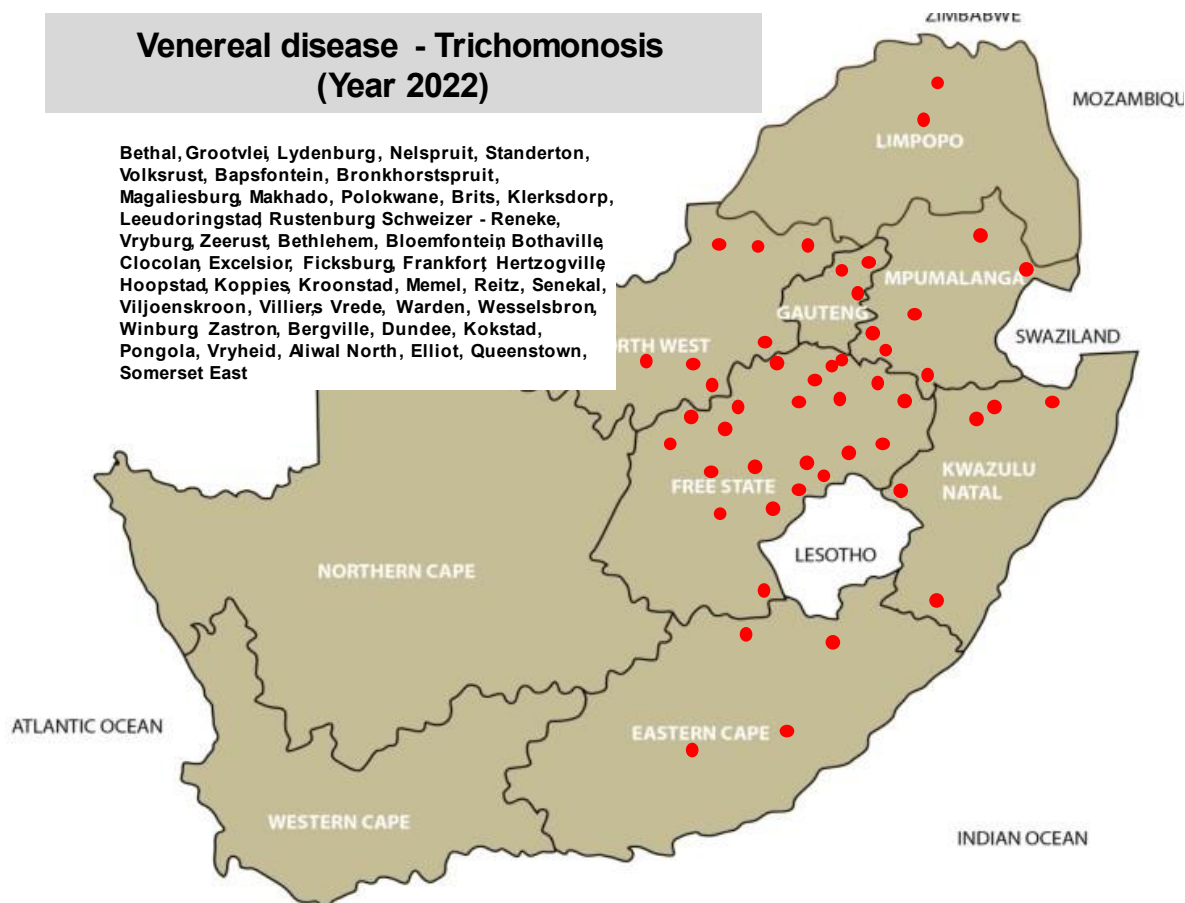 Venereal disease - Trichomonosis
(Year 2022)
Bethal, Grootvlei, Lydenburg, Nelspruit, Standerton,
Volksrust, Bapsfontein, Bronkhorstspruit,
Magaliesburg, Makhado, Polokwane, Brits, Klerksdorp,
Leeudoringstad, Rustenburg, Schweizer - Reneke,
Vryburg, Zeerust, Bethlehem, Bloemfontein, Bothaville,
Clocolan, Excelsior, Ficksburg, Frankfort, Hertzogville,
Hoopstad, Koppies, Kroonstad, Memel, Reitz, Senekal,
Viljoenskroon, Villiers, Vrede, Warden, Wesselsbron,
Winburg, Zastron, Bergville, Dundee, Kokstad,
Pongola, Vryheid, Aliwal North, Elliot, Queenstown,
Somerset East
ZIMBABWE
MOZAMBIQU
LIMPOPO
MPUMALANGA
GAUTENG
SWAZILAND
ORTH WEST
KWAZULU
NATAL
FREE STATE
LESOTHO
NORTHERN CAPE
ATLANTIC OCEAN
EASTERN CAPE
WESTERN CAPE
INDIAN OCEAN